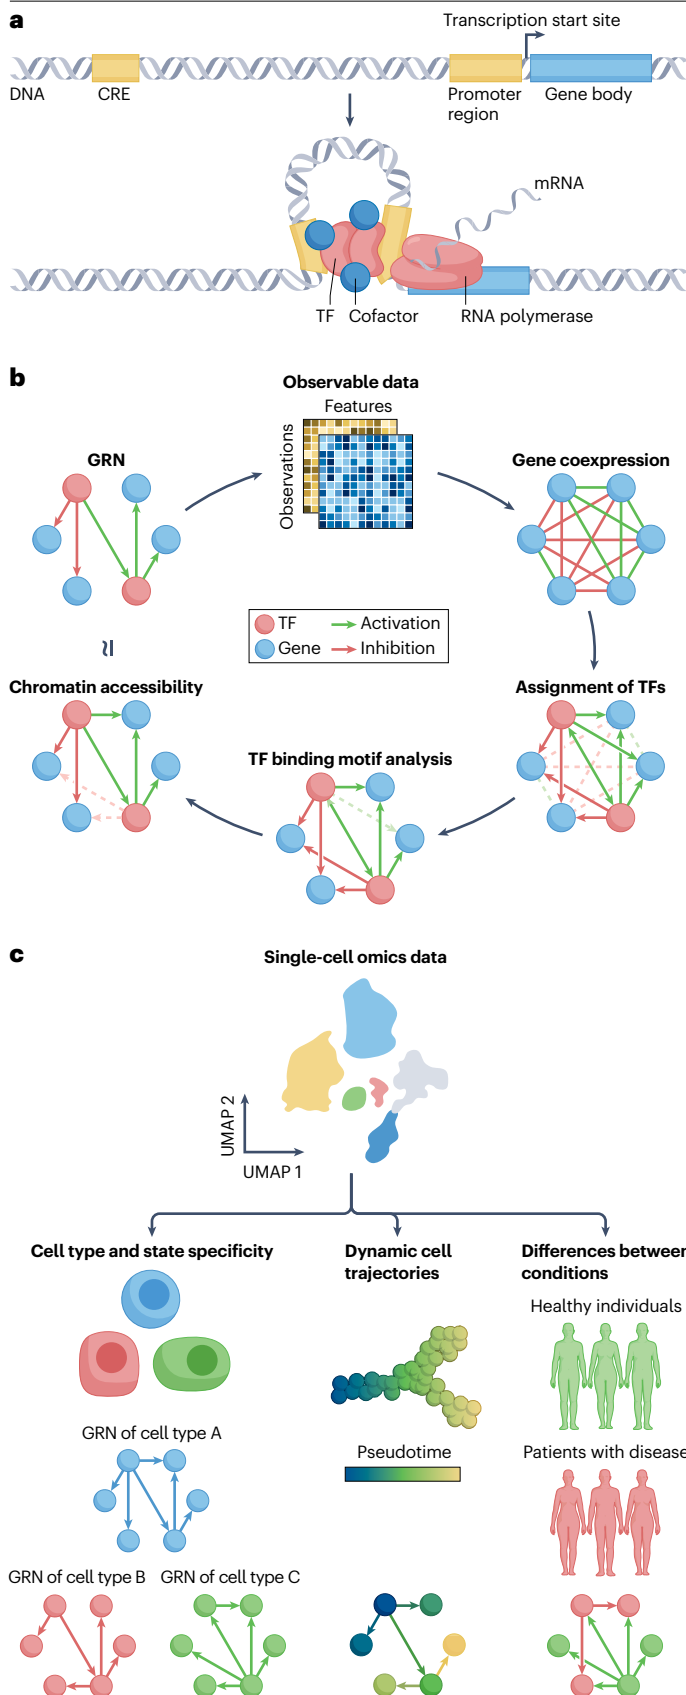 a
Transcription start site
DNA
CRE
Promoter
region
Gene body
mRNA
TF
Cofactor
RNA polymerase
b
Observable data
Features
Observations
GRN
Gene coexpression
TF
Activation
Gene
Inhibition
≈
Chromatin accessibility
Assignment of TFs
TF binding motif analysis
c
Single-cell omics data
UMAP 2
UMAP 1
Cell type and state specificity
Dynamic cell
trajectories
Differences between
conditions
Healthy individuals
GRN of cell type A
Pseudotime
Patients with disease
GRN of cell type B
GRN of cell type C